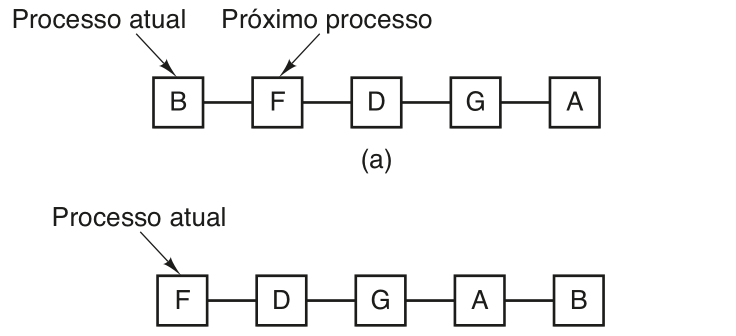 Processo atual Próximo processo
B F D G A
(a)
Processo atual
F D G A B